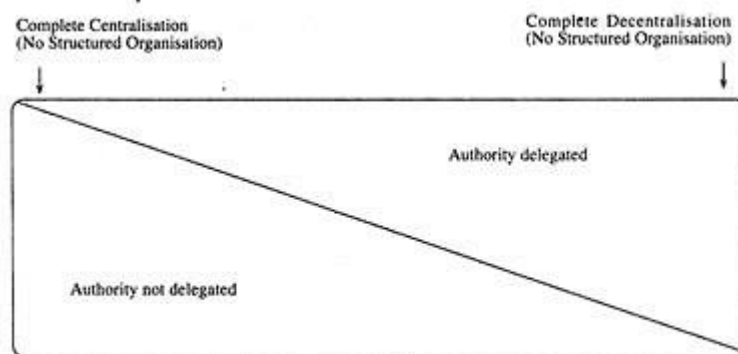 Complete Centralisation
(No Structured Organisation)
Complete Decentralisation
(No Structured Organisation)
Authority delegated
Authority not delegated